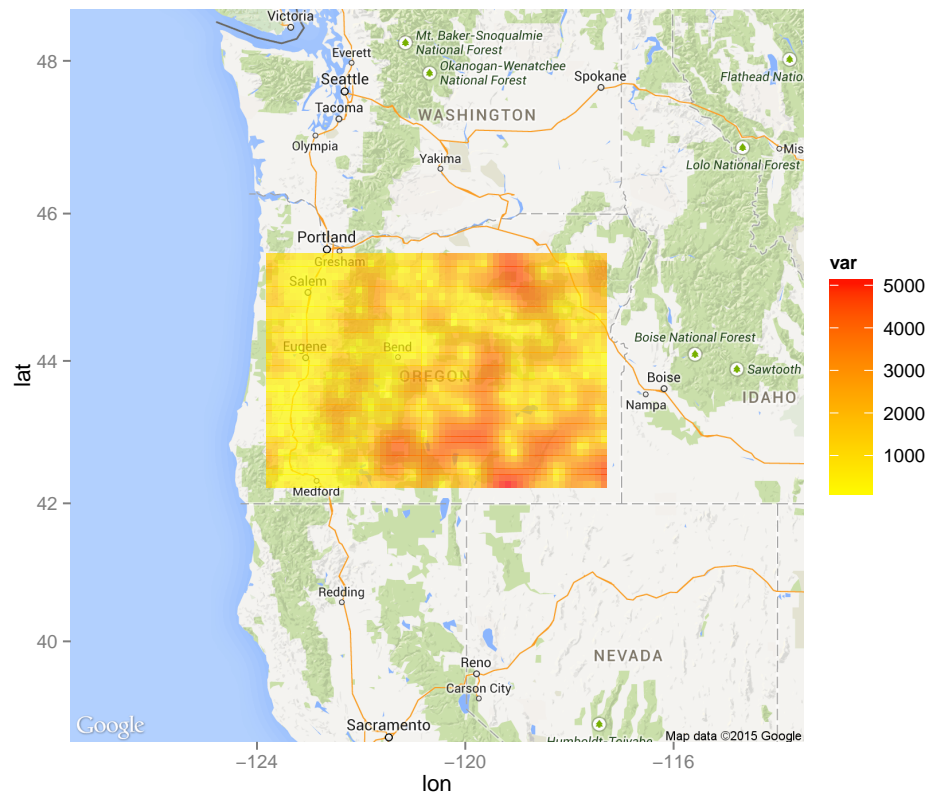 Victoria
Mt. Baker-Snoqualmie
National Forest
Everett
Okanogan-Wenatchee
National Forest
Seattle
Spokane
Flathead Natio
Tacoma
WASHINGTON
Olympia
Mis
Yakima
Lolo National Forest
Portland
Gresham
Salem
Eugene
Bend
OREGON
Boise National Forest
Sawtooth
Boise
Nampa
IDAHO
Medford
Redding
NEVADA
Reno
Carson City
Sacramento
Humboldt-Toiyabe
Google
Map data ©2015 Google
48
46
44
42
40
lat
−124
−120
−116
lon
var
5000
4000
3000
2000
1000